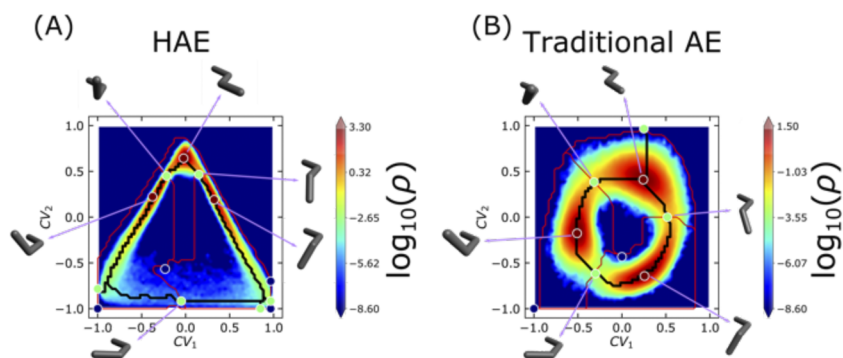 (A)
HAE
1.0
0.5
0.0
−0.5
−1.0
CV2
−1.0 −0.5 0.0 0.5 1.0
CV1
3.30
0.32
−2.65
−5.62
−8.60
log10(ρ)
(B)
Traditional AE
1.0
0.5
0.0
−0.5
−1.0
CV2
−1.0 −0.5 0.0 0.5 1.0
CV1
1.50
−1.03
−3.55
−6.07
−8.60
log10(ρ)